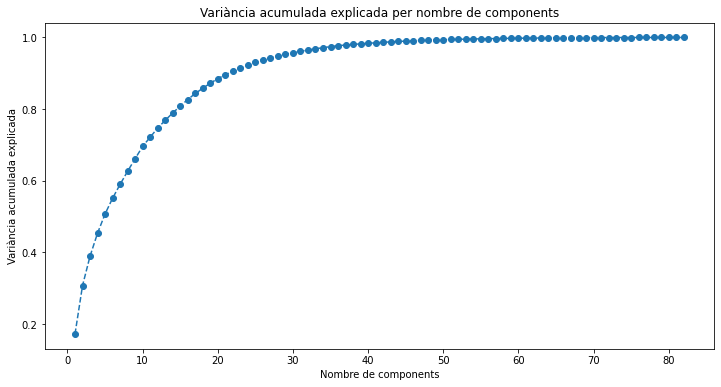 Variància acumulada explicada per nombre de components
Variància acumulada explicada
1.0
0.8
0.6
0.4
0.2
0 10 20 30 40 50 60 70 80
Nombre de components